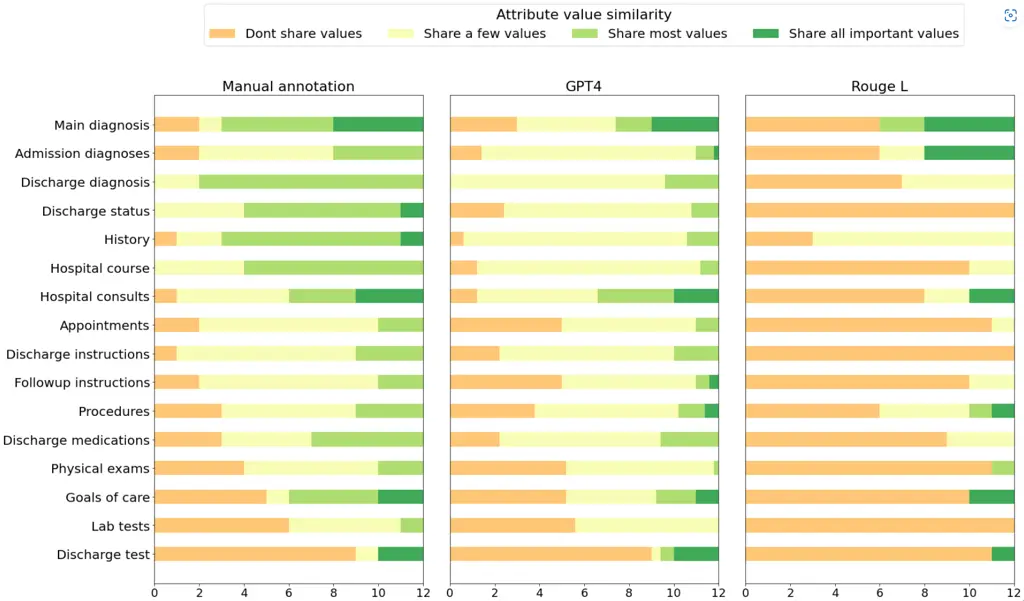 Attribute value similarity
Dont share values Share a few values Share most values Share all important values
Manual annotation GPT4 Rouge L
Main diagnosis
Admission diagnoses
Discharge diagnosis
Discharge status
History
Hospital course
Hospital consults
Appointments
Discharge instructions
Followup instructions
Procedures
Discharge medications
Physical exams
Goals of care
Lab tests
Discharge test
0 2 4 6 8 10 12 0 2 4 6 8 10 12 0 2 4 6 8 10 12